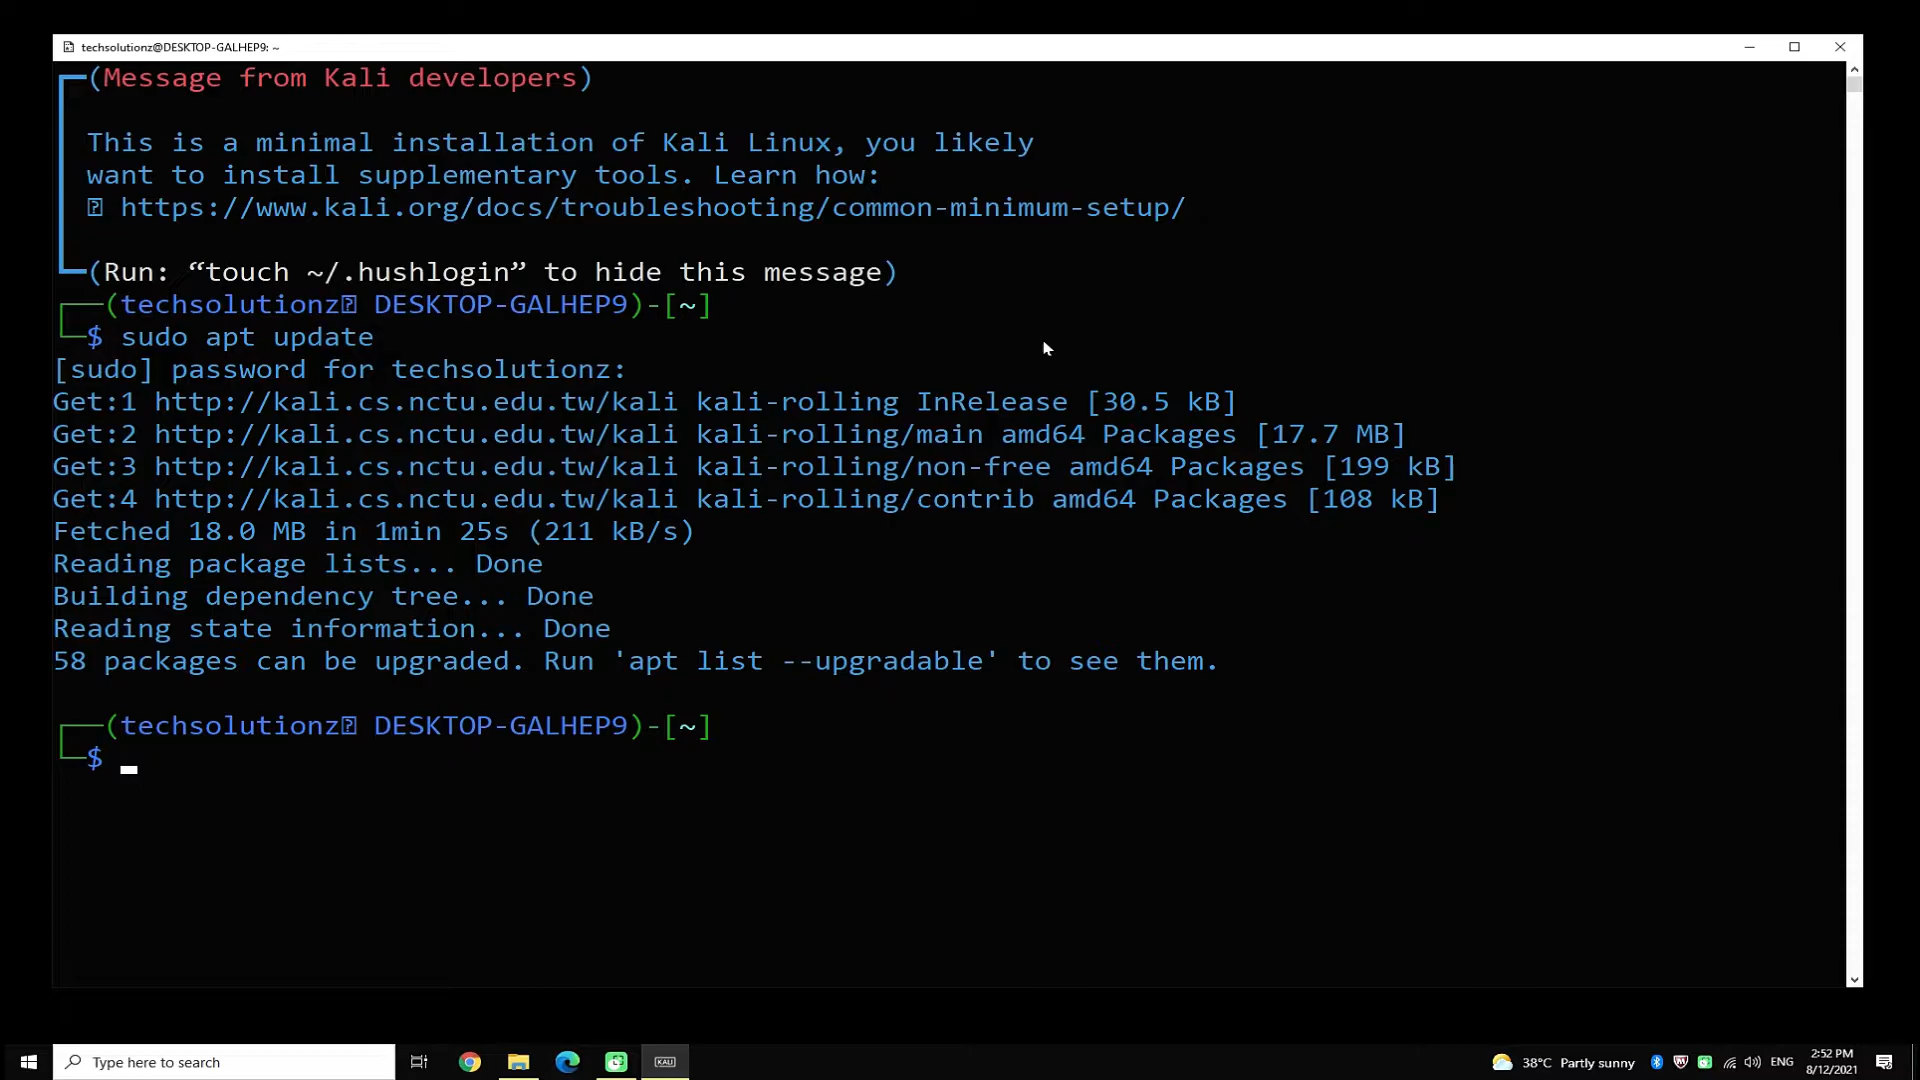 techsolutionz@DESKTOP-GALHEP9: ~
(Message from Kali developers)
This is a minimal installation of Kali Linux, you likely
want to install supplementary tools. Learn how:
https://www.kali.org/docs/troubleshooting/common-minimum-setup/
(Run: “touch ~/.hushlogin” to hide this message)
(techsolutionz DESKTOP-GALHEP9)-[~]
$ sudo apt update
[sudo] password for techsolutionz:
Get:1 http://kali.cs.nctu.edu.tw/kali kali-rolling InRelease [30.5 kB]
Get:2 http://kali.cs.nctu.edu.tw/kali kali-rolling/main amd64 Packages [17.7 MB]
Get:3 http://kali.cs.nctu.edu.tw/kali kali-rolling/non-free amd64 Packages [199 kB]
Get:4 http://kali.cs.nctu.edu.tw/kali kali-rolling/contrib amd64 Packages [108 kB]
Fetched 18.0 MB in 1min 25s (211 kB/s)
Reading package lists... Done
Building dependency tree... Done
Reading state information... Done
58 packages can be upgraded. Run 'apt list --upgradable' to see them.
(techsolutionz DESKTOP-GALHEP9)-[~]
$
Type here to search
KALI
38°C Partly sunny
ENG
2:52 PM
8/12/2021